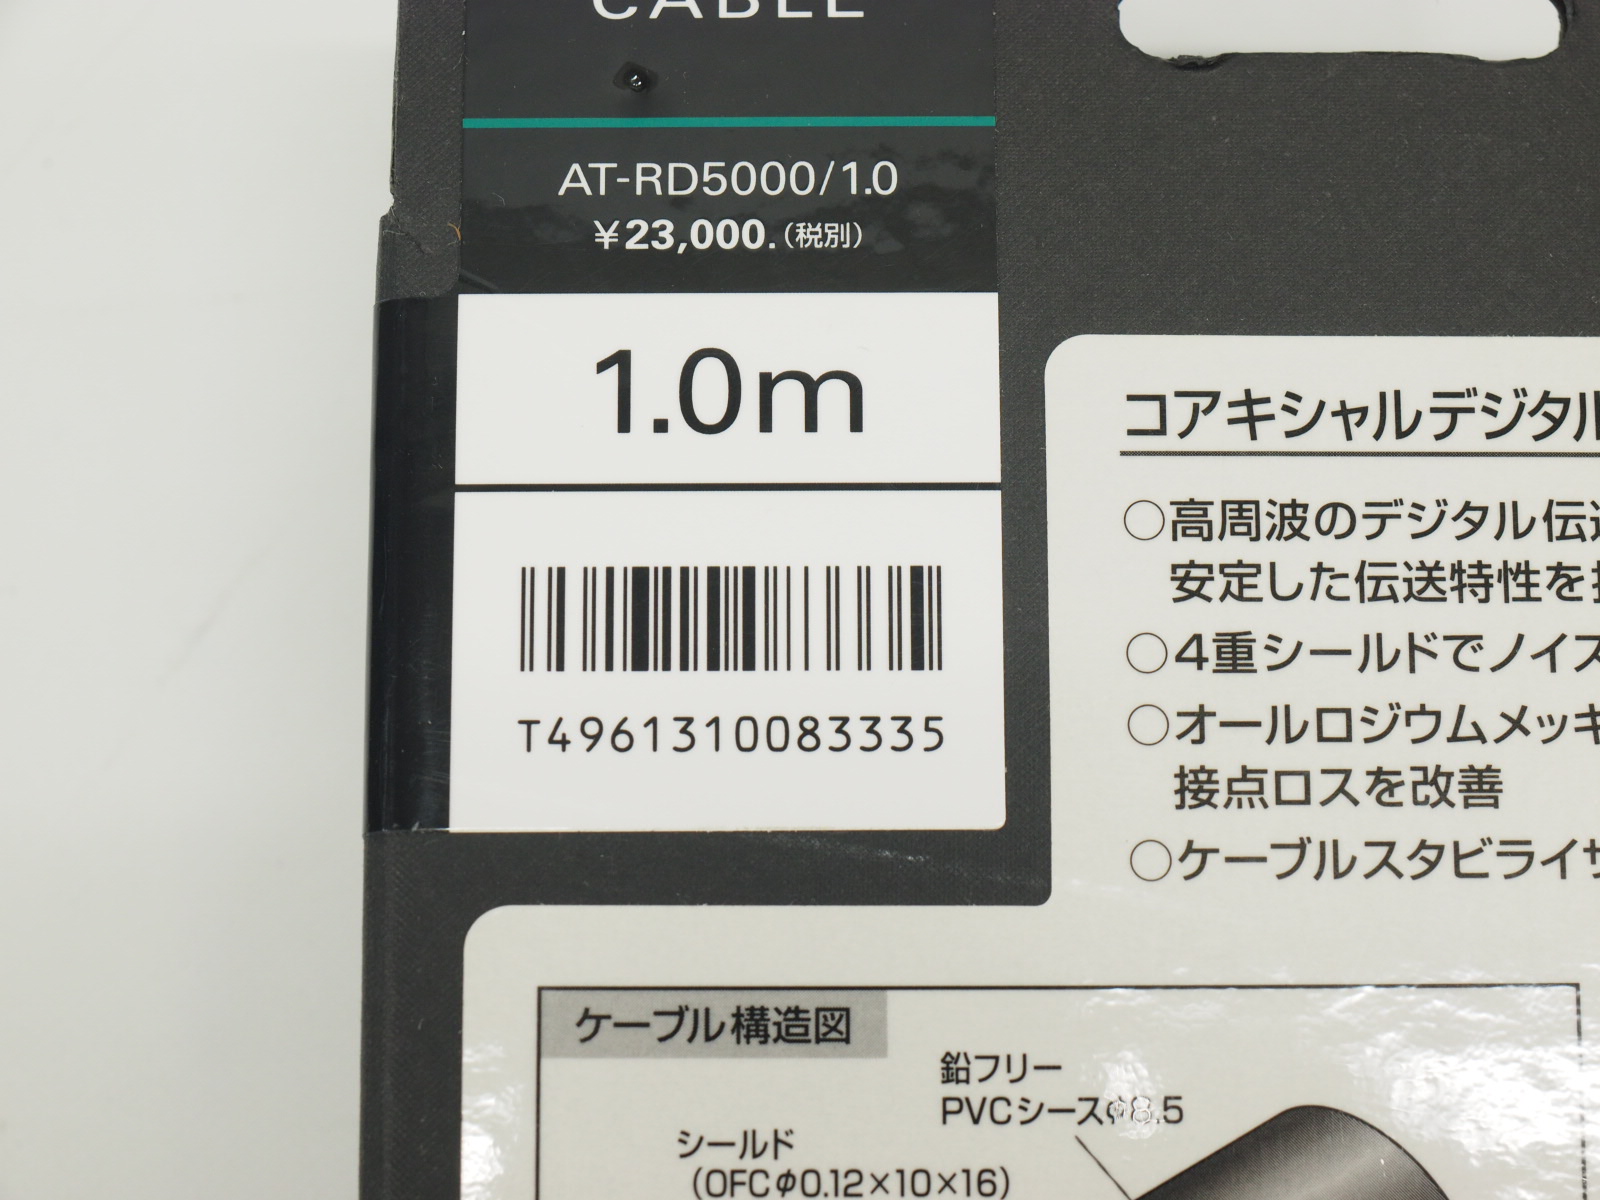 CABLE
AT-RD5000/1.0
￥23,000.(税別)
1.0m
T4961310083335
コアキシャルデジタル
○高周波のデジタル伝送
安定した伝送特性を
○4重シールドでノイズ
○オールロジウムメッキ
接点ロスを改善
○ケーブルスタビライザ
ケーブル構造図
鉛フリー
PVCシースφ8.5
シールド
(OFCφ0.12×10×16)